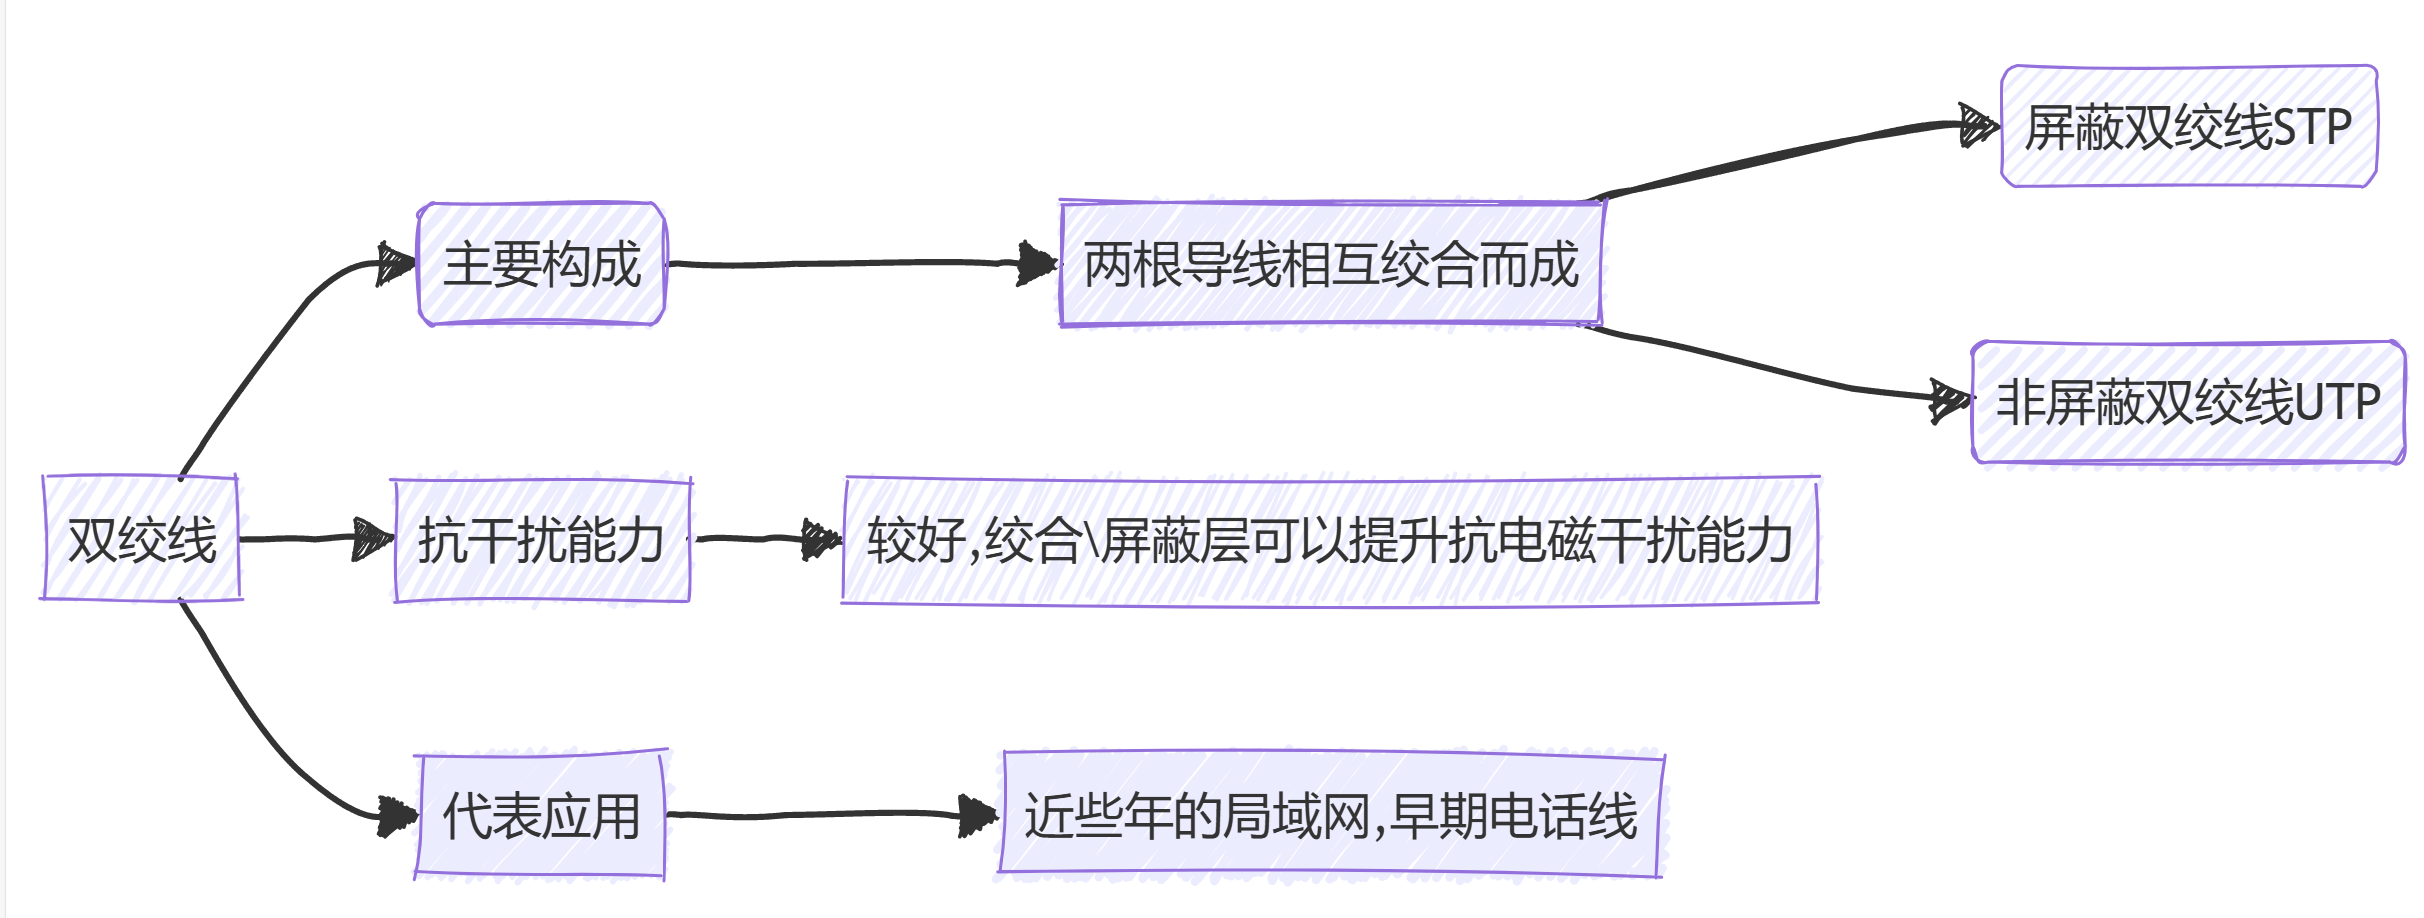 屏蔽双绞线STP
主要构成
两根导线相互绞合而成
非屏蔽双绞线UTP
双绞线
抗干扰能力
较好,绞合\屏蔽层可以提升抗电磁干扰能力
代表应用
近些年的局域网,早期电话线